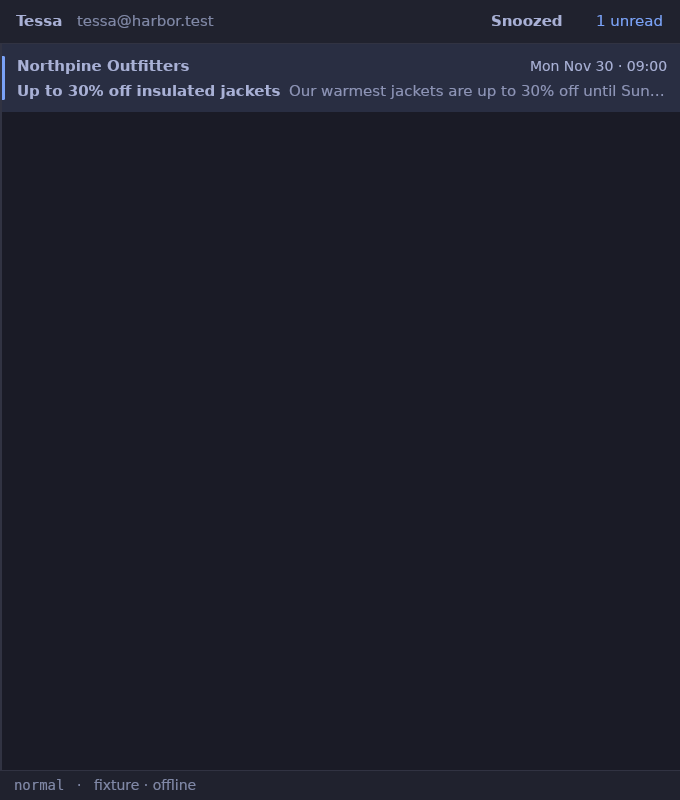 Tessa tessa@harbor.test Snoozed 1 unread
Northpine Outfitters Mon Nov 30 · 09:00
Up to 30% off insulated jackets Our warmest jackets are up to 30% off until Sun…
normal · fixture · offline